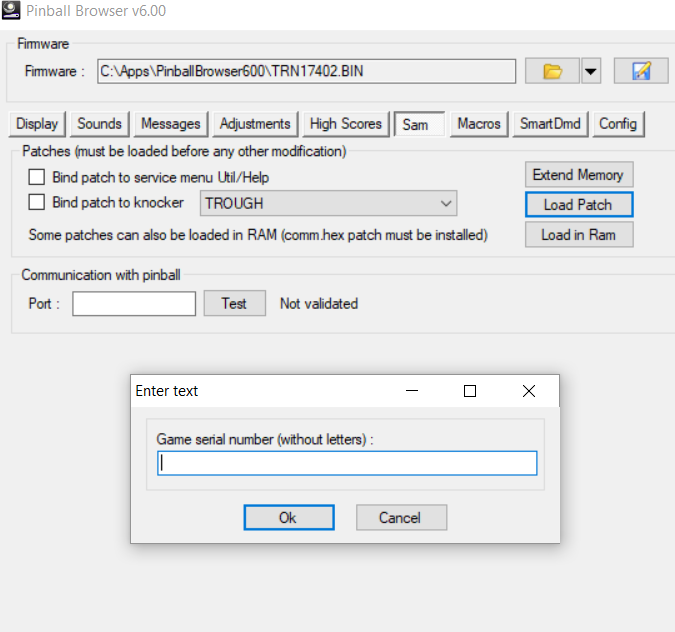 Pinball Browser v6.00
Firmware
Firmware : C:\Apps\PinballBrowser600\TRN17402.BIN
Display Sounds Messages Adjustments High Scores Sam Macros SmartDmd Config
Patches (must be loaded before any other modification)
Bind patch to service menu Util/Help Extend Memory
Bind patch to knocker TROUGH Load Patch
Some patches can also be loaded in RAM (comm.hex patch must be installed) Load in Ram
Communication with pinball
Port : Test Not validated
Enter text
Game serial number (without letters) :
Ok Cancel